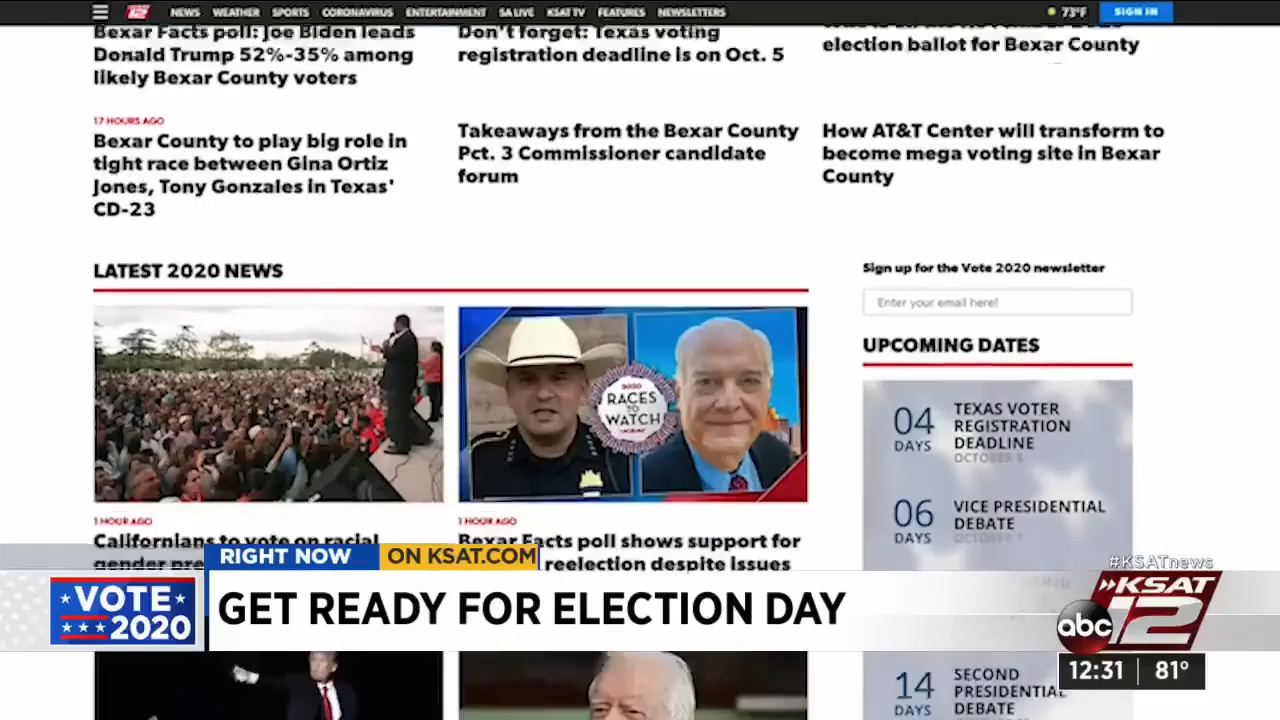 NEWS WEATHER SPORTS CORONAVIRUS ENTERTAINMENT SA LIVE KSAT TV FEATURES NEWSLETTERS
73°F
SIGN IN
Bexar Facts poll: Joe Biden leads
Donald Trump 52%-35% among
likely Bexar County voters
Don't forget: Texas voting
registration deadline is on Oct. 5
election ballot for Bexar County
17 HOURS AGO
Bexar County to play big role in
tight race between Gina Ortiz
Jones, Tony Gonzales in Texas'
CD-23
Takeaways from the Bexar County
Pct. 3 Commissioner candidate
forum
How AT&T Center will transform to
become mega voting site in Bexar
County
LATEST 2020 NEWS
Sign up for the Vote 2020 newsletter
Enter your email here!
UPCOMING DATES
2020
RACES
TO
WATCH
04
DAYS
TEXAS VOTER
REGISTRATION
DEADLINE
OCTOBER 5
06
DAYS
VICE PRESIDENTIAL
DEBATE
OCTOBER 7
1 HOUR AGO
Californians to vote on racial,
gender pre
1 HOUR AGO
Bexar Facts poll shows support for
reelection despite issues
RIGHT NOW
ON KSAT.COM
#KSATnews
VOTE
2020
GET READY FOR ELECTION DAY
KSAT
12
abc
12:31
81°
14
DAYS
SECOND
PRESIDENTIAL
DEBATE